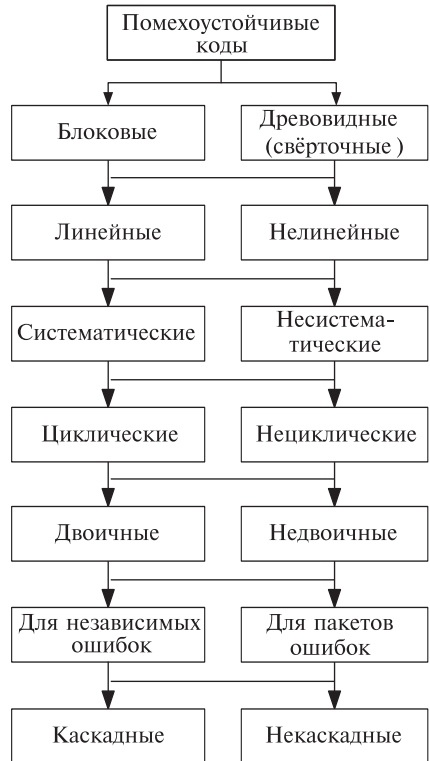 Помехоустойчивые
коды
Блоковые
Древовидные
(свёрточные )
Линейные
Нелинейные
Систематические
Несистема-
тические
Циклические
Нециклические
Двоичные
Недвоичные
Для независимых
ошибок
Для пакетов
ошибок
Каскадные
Некаскадные